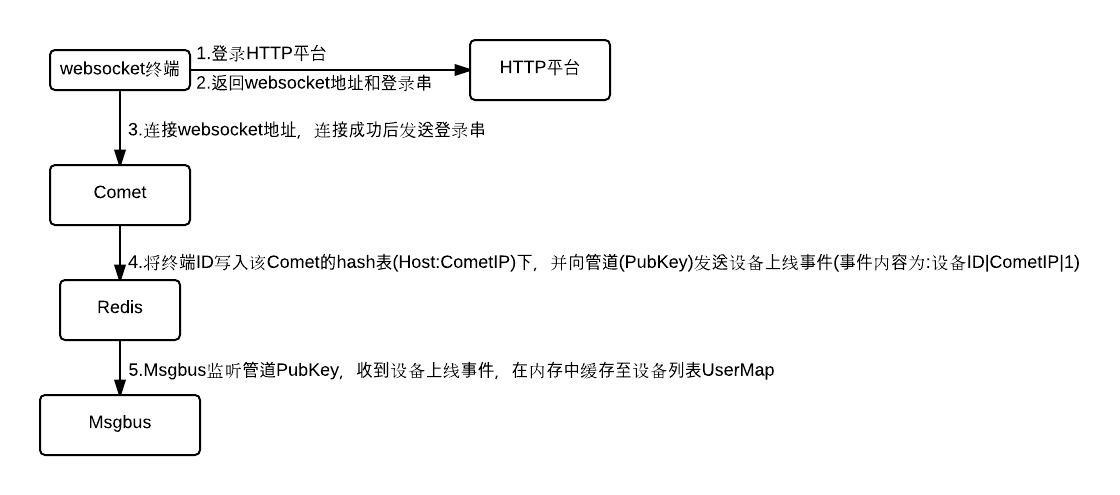 1.登录HTTP平台
websocket终端
HTTP平台
2.返回websocket地址和登录串
3.连接websocket地址，连接成功后发送登录串
Comet
4.将终端ID写入该Comet的hash表(Host:CometIP)下，并向管道(PubKey)发送设备上线事件(事件内容为:设备ID|CometIP|1)
Redis
5.Msgbus监听管道PubKey，收到设备上线事件，在内存中缓存至设备列表UserMap
Msgbus